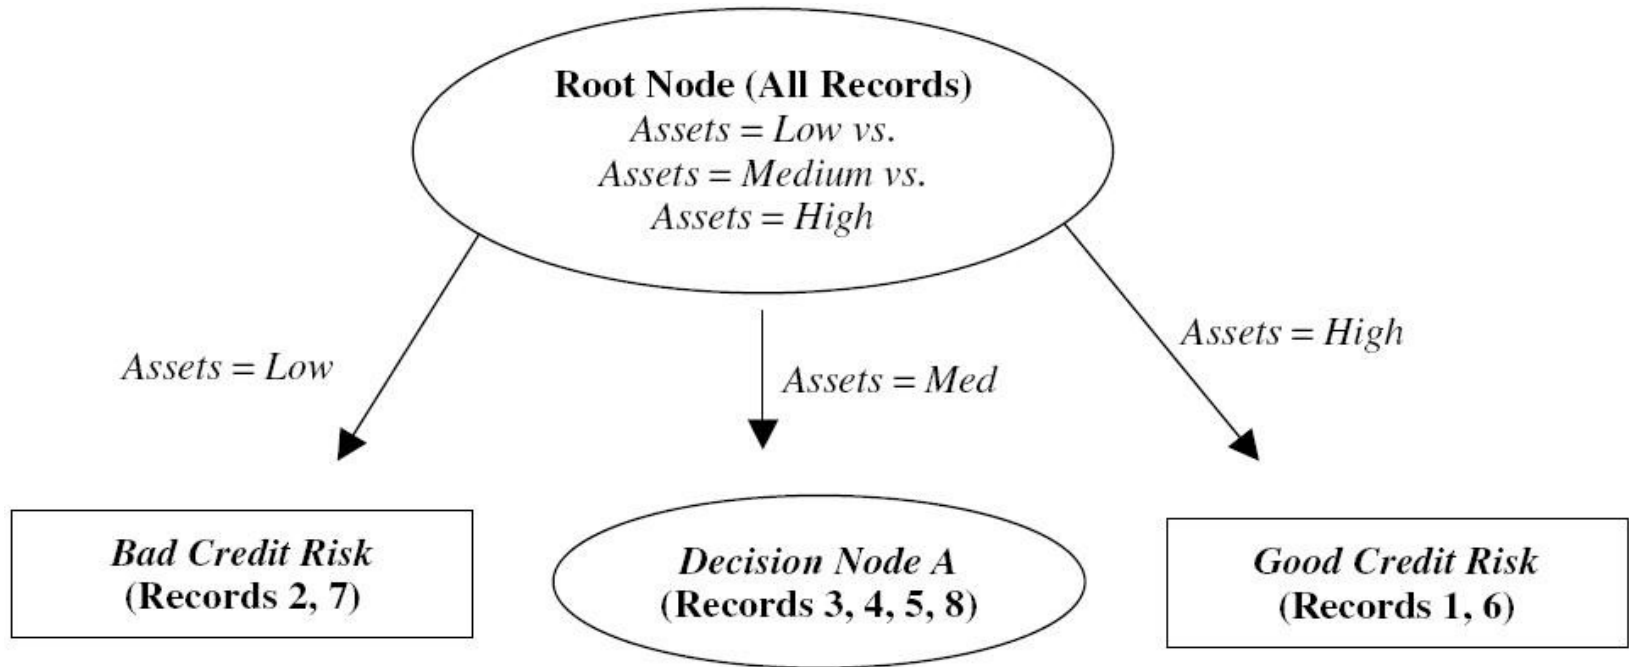 Root Node (All Records)
Assets = Low vs.
Assets = Medium vs.
Assets = High
Assets = Low
Assets = Med
Assets = High
Bad Credit Risk
(Records 2, 7)
Decision Node A
(Records 3, 4, 5, 8)
Good Credit Risk
(Records 1, 6)